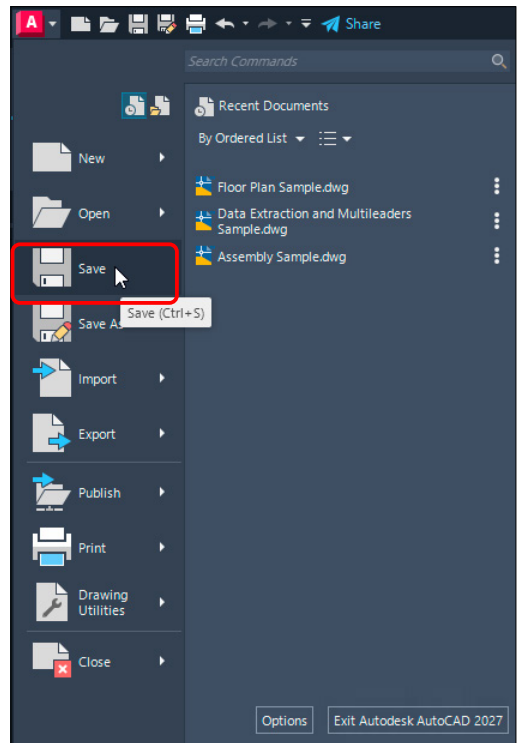 A
Share
Search Commands
Recent Documents
By Ordered List
New
Floor Plan Sample.dwg
Open
Data Extraction and Multileaders
Sample.dwg
Assembly Sample.dwg
Save
Save (Ctrl+S)
Save As
Import
Export
Publish
Print
Drawing
Utilities
Close
Options
Exit Autodesk AutoCAD 2027